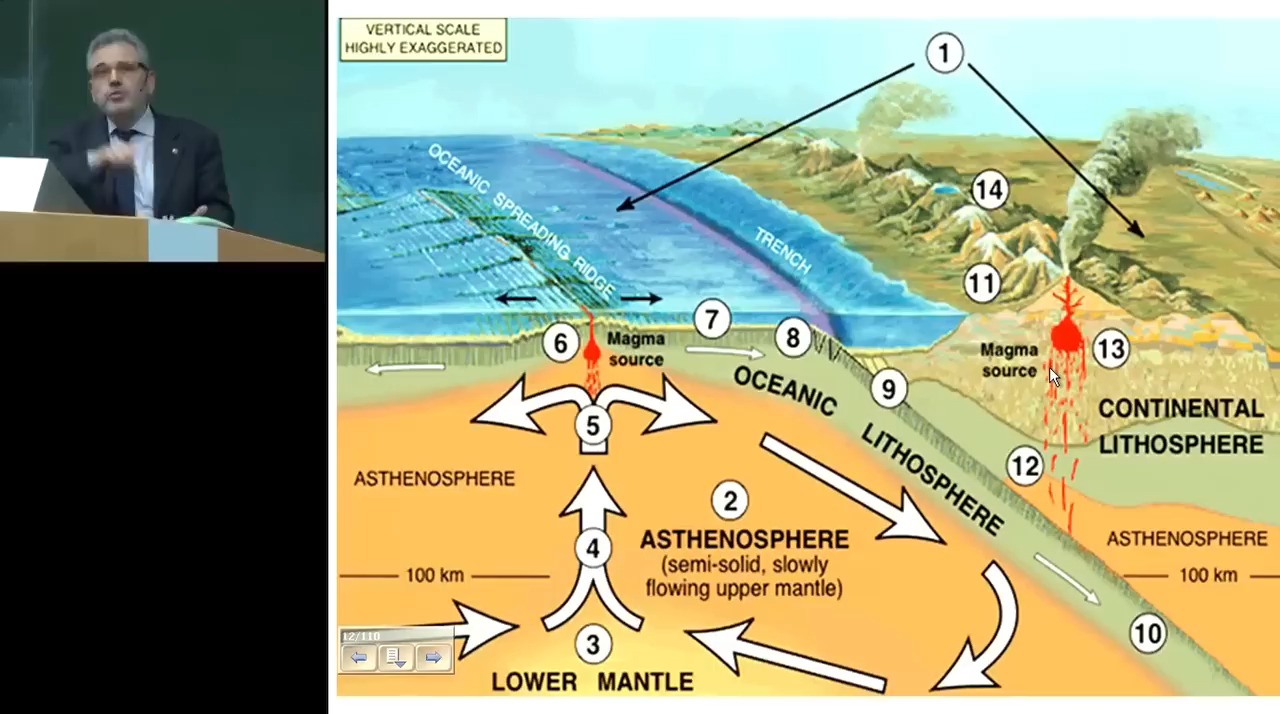 VERTICAL SCALE
HIGHLY EXAGGERATED
1
OCEANIC SPREADING RIDGE
TRENCH
14
11
6
Magma
source
7
8
9
Magma
source
13
OCEANIC LITHOSPHERE
CONTINENTAL
LITHOSPHERE
5
12
ASTHENOSPHERE
2
ASTHENOSPHERE
(semi-solid, slowly
flowing upper mantle)
ASTHENOSPHERE
4
100 km
100 km
10
12/110
3
LOWER MANTLE